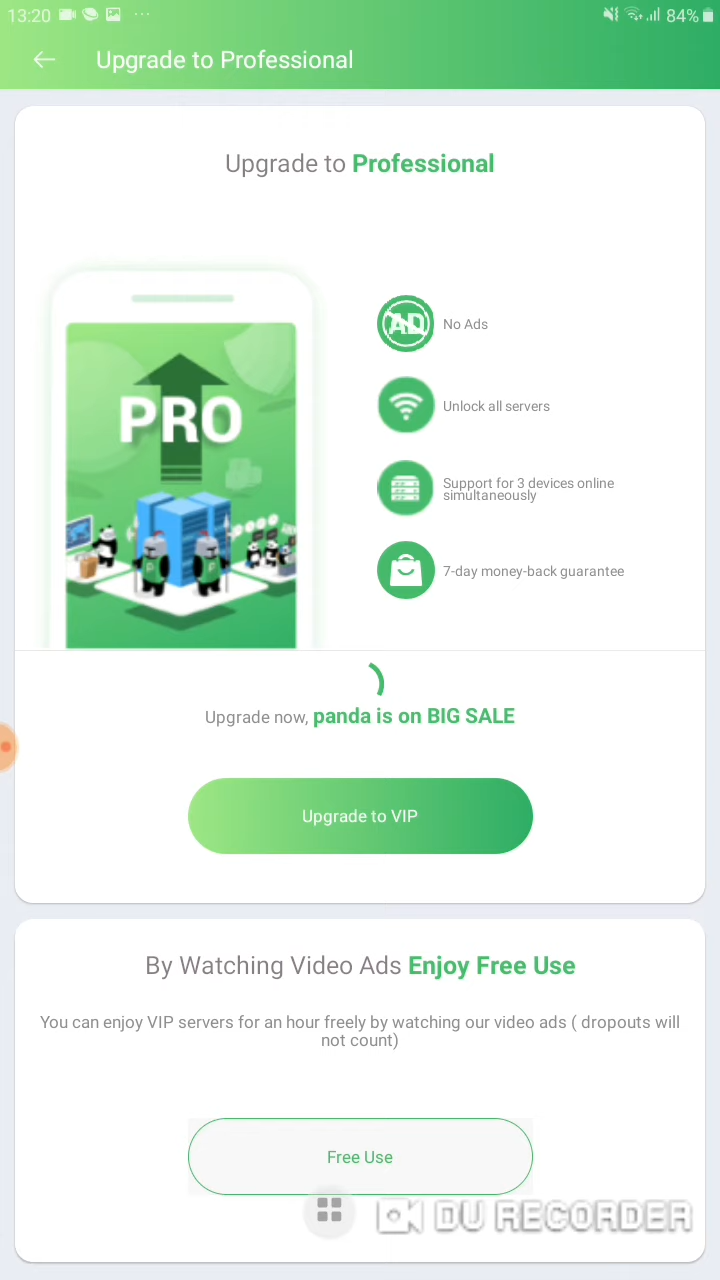 13:20
84%
Upgrade to Professional
Upgrade to Professional
PRO
AD
No Ads
Unlock all servers
Support for 3 devices online
simultaneously
7-day money-back guarantee
Upgrade now, panda is on BIG SALE
Upgrade to VIP
By Watching Video Ads Enjoy Free Use
You can enjoy VIP servers for an hour freely by watching our video ads ( dropouts will
not count)
Free Use
DU RECORDER